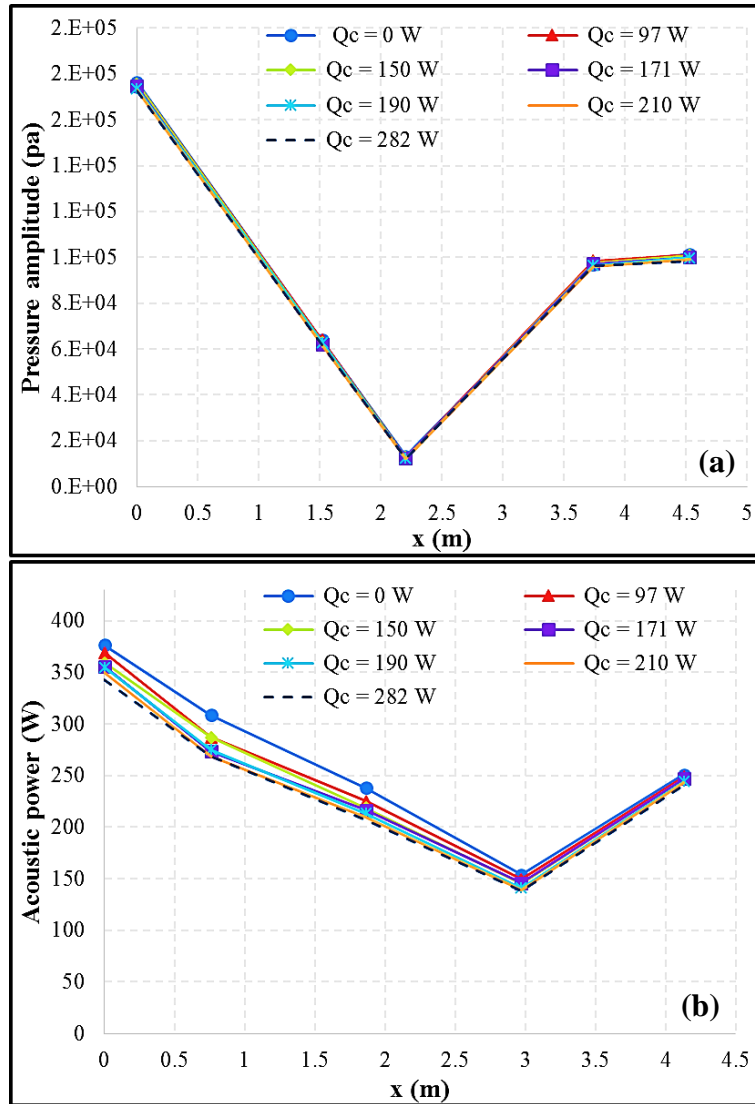 2.E+05
Qc = 0 W
Qc = 97 W
2.E+05
Qc = 150 W
Qc = 171 W
2.E+05
Qc = 190 W
Qc = 210 W
1.E+05
Qc = 282 W
1.E+05
1.E+05
8.E+04
6.E+04
4.E+04
2.E+04
0.E+00
Pressure amplitude (pa)
(a)
0 0.5 1 1.5 2 2.5 3 3.5 4 4.5 5
x (m)
Qc = 0 W
Qc = 97 W
Qc = 150 W
Qc = 171 W
Qc = 190 W
Qc = 210 W
Qc = 282 W
400
350
300
250
200
150
100
50
0
Acoustic power (W)
(b)
0 0.5 1 1.5 2 2.5 3 3.5 4 4.5
x (m)